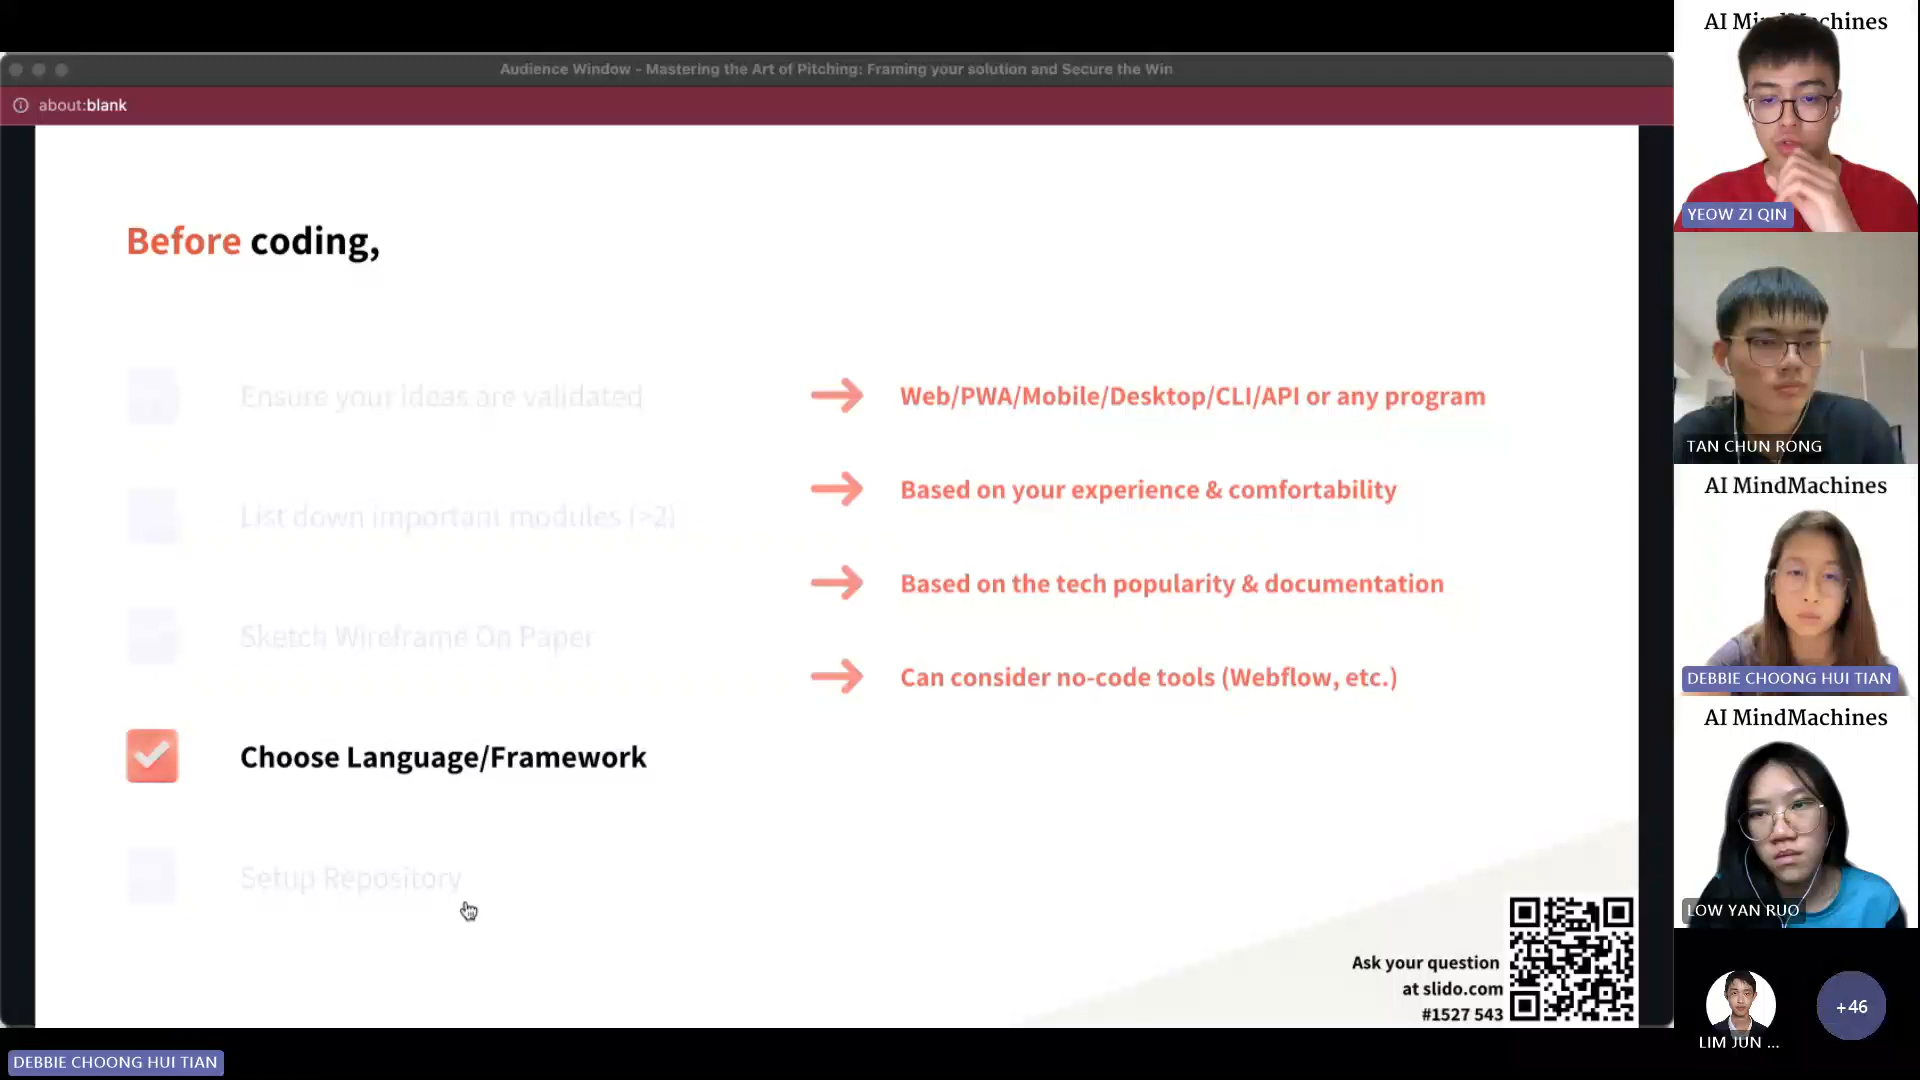 Audience Window - Mastering the Art of Pitching: Framing your solution and Secure the Win
about:blank
Before coding,
Ensure your ideas are validated
List down important modules (>2)
Sketch Wireframe On Paper
Choose Language/Framework
Setup Repository
Web/PWA/Mobile/Desktop/CLI/API or any program
Based on your experience & comfortability
Based on the tech popularity & documentation
Can consider no-code tools (Webflow, etc.)
Ask your question
at slido.com
#1527 543
DEBBIE CHOONG HUI TIAN
YEOW ZI QIN
TAN CHUN RONG
AI MindMachines
DEBBIE CHOONG HUI TIAN
AI MindMachines
LOW YAN RUO
LIM JUN ...
+46